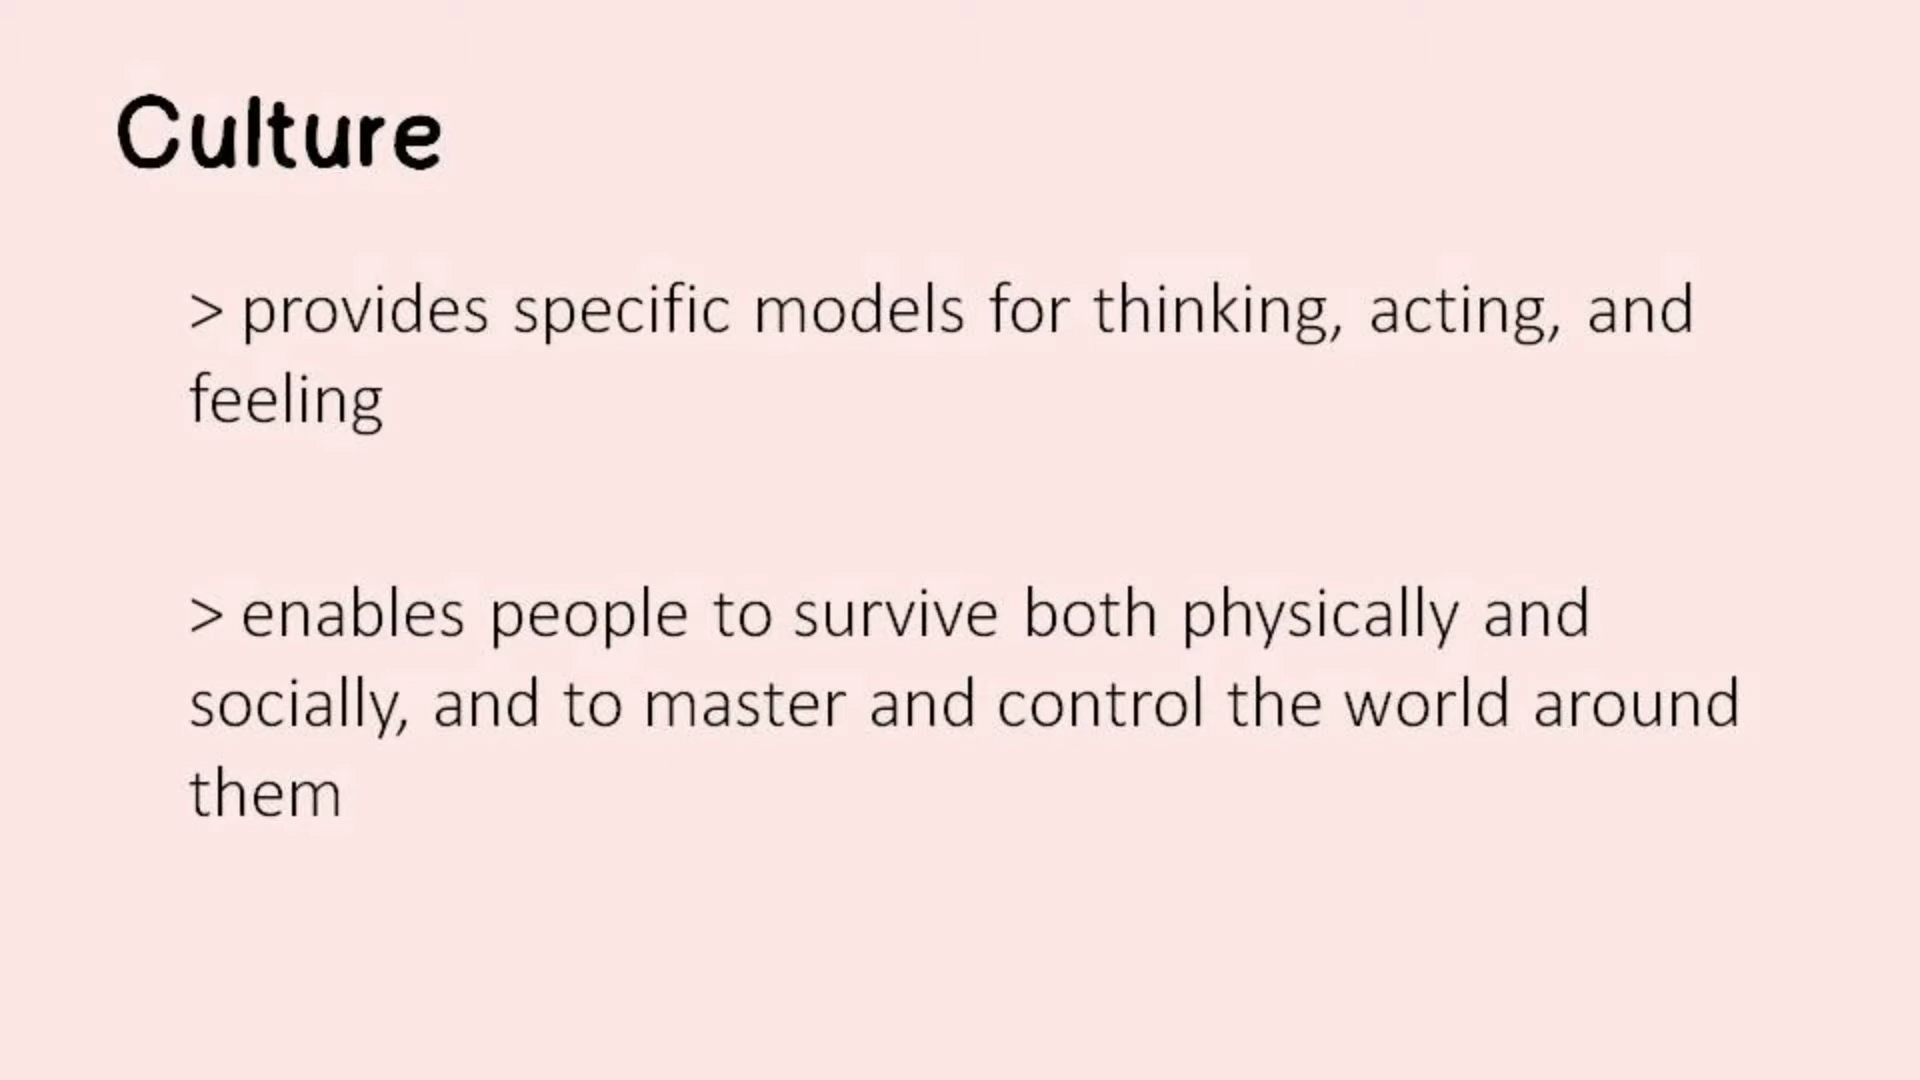 Culture
> provides specific models for thinking, acting, and
feeling
> enables people to survive both physically and
socially, and to master and control the world around
them